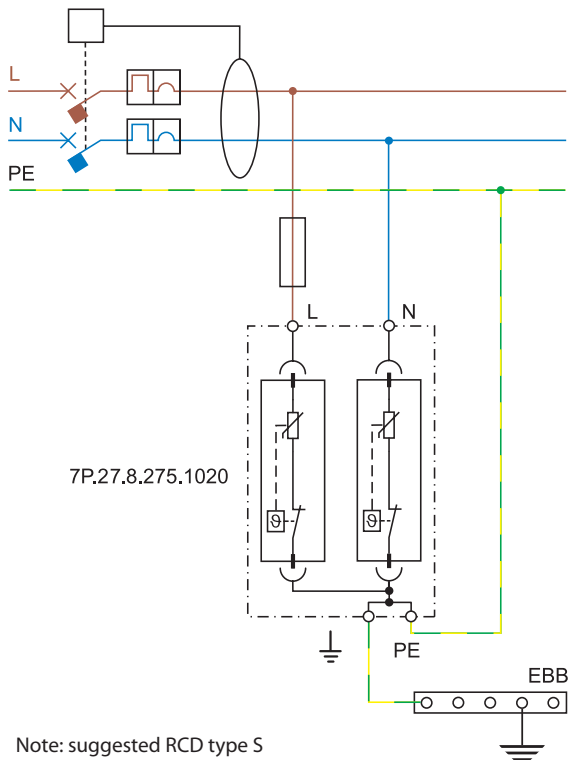 L
N
PE
L
N
7P.27.8.275.1020
ϑ
ϑ
PE
EBB
Note: suggested RCD type S